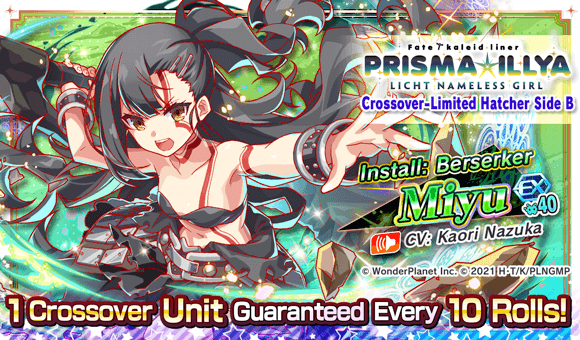 Fate/kaleid liner
PRISMA☆ILLYA
LICHT NAMELESS GIRL
Crossover-Limited Hatcher Side B
Install: Berserker
Miyu
EX
40
CV: Kaori Nazuka
© WonderPlanet Inc. © 2021 H・T/K/PLNGMP
1 Crossover Unit Guaranteed Every 10 Rolls!